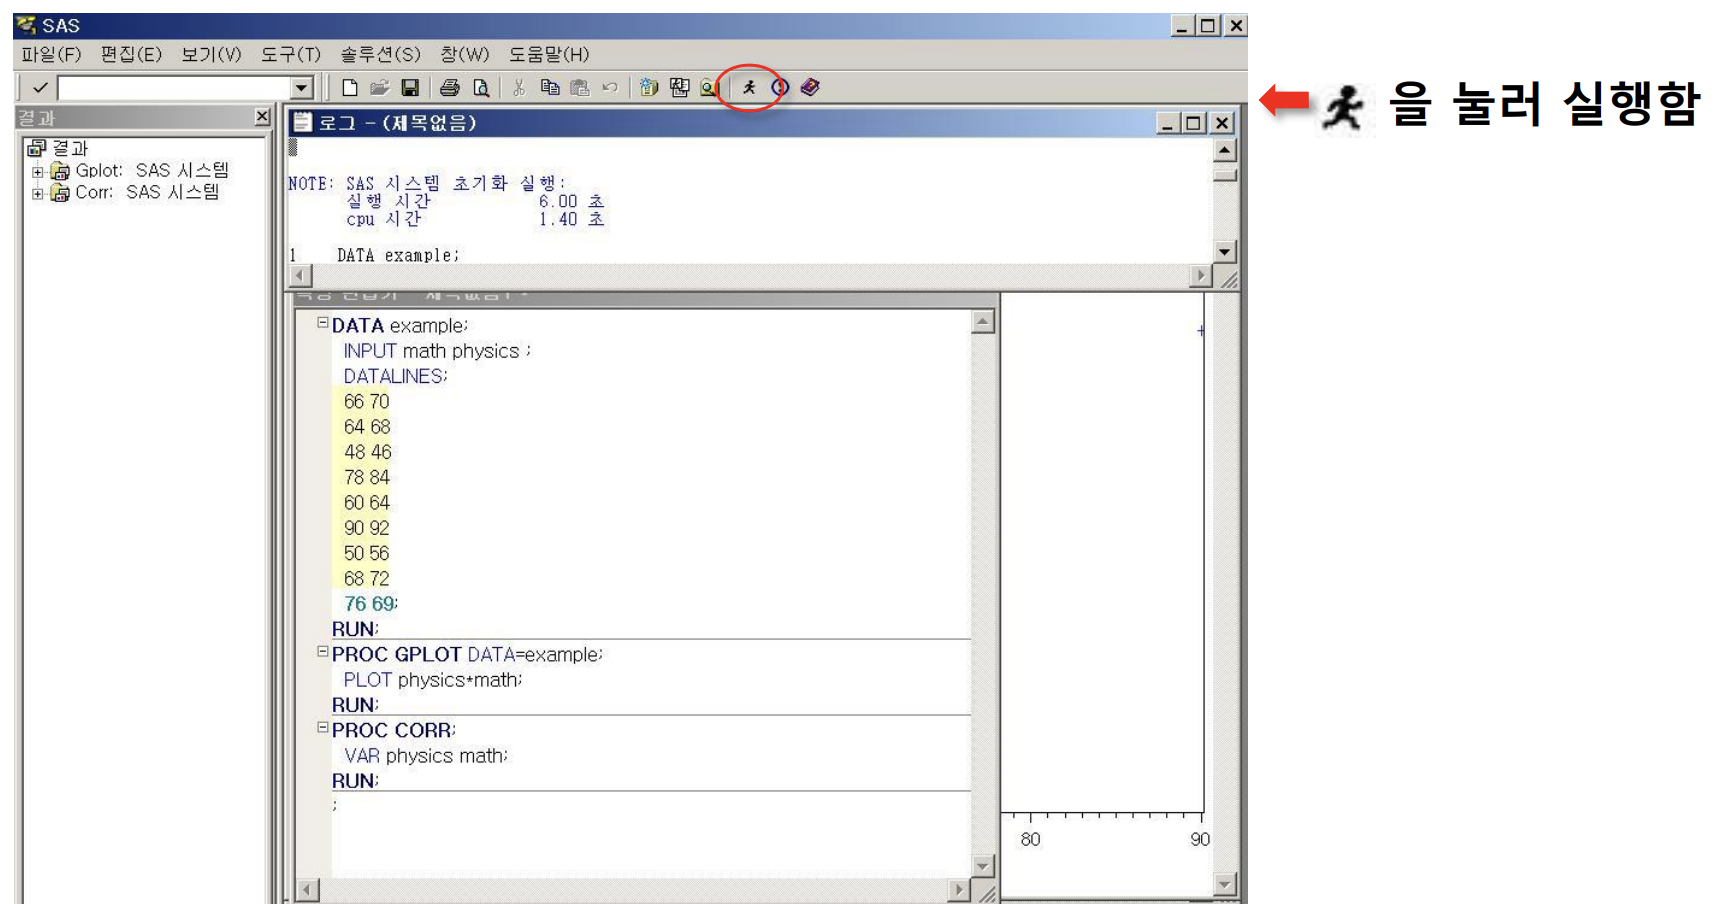 SAS
파일(F) 편집(E) 보기(V) 도구(T) 솔루션(S) 창(W) 도움말(H)
을 눌러 실행함
결과
결과
Gplot: SAS 시스템
Corr: SAS 시스템
로그 - (제목없음)
NOTE: SAS 시스템 초기화 실행:
실행 시간 6.00 초
cpu 시간 1.40 초
1 DATA example;
DATA example;
INPUT math physics ;
DATALINES;
66 70
64 68
48 46
78 84
60 64
90 92
50 56
68 72
76 69;
RUN;
PROC GPLOT DATA=example;
PLOT physics*math;
RUN;
PROC CORR;
VAR physics math;
RUN;
;
80 90